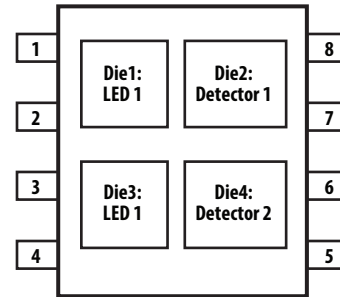 1
8
Die1:
LED 1
Die2:
Detector 1
2
7
3
6
Die3:
LED 1
Die4:
Detector 2
4
5